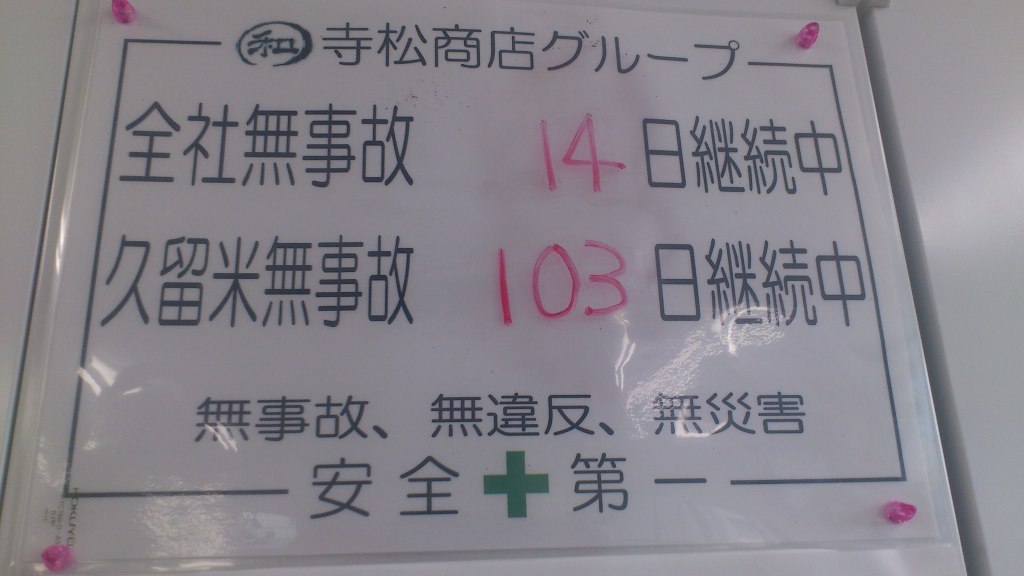 和 寺松商店グループ
全社無事故 14 日継続中
久留米無事故 103 日継続中
無事故、無違反、無災害
安全 第一
KOKUYO